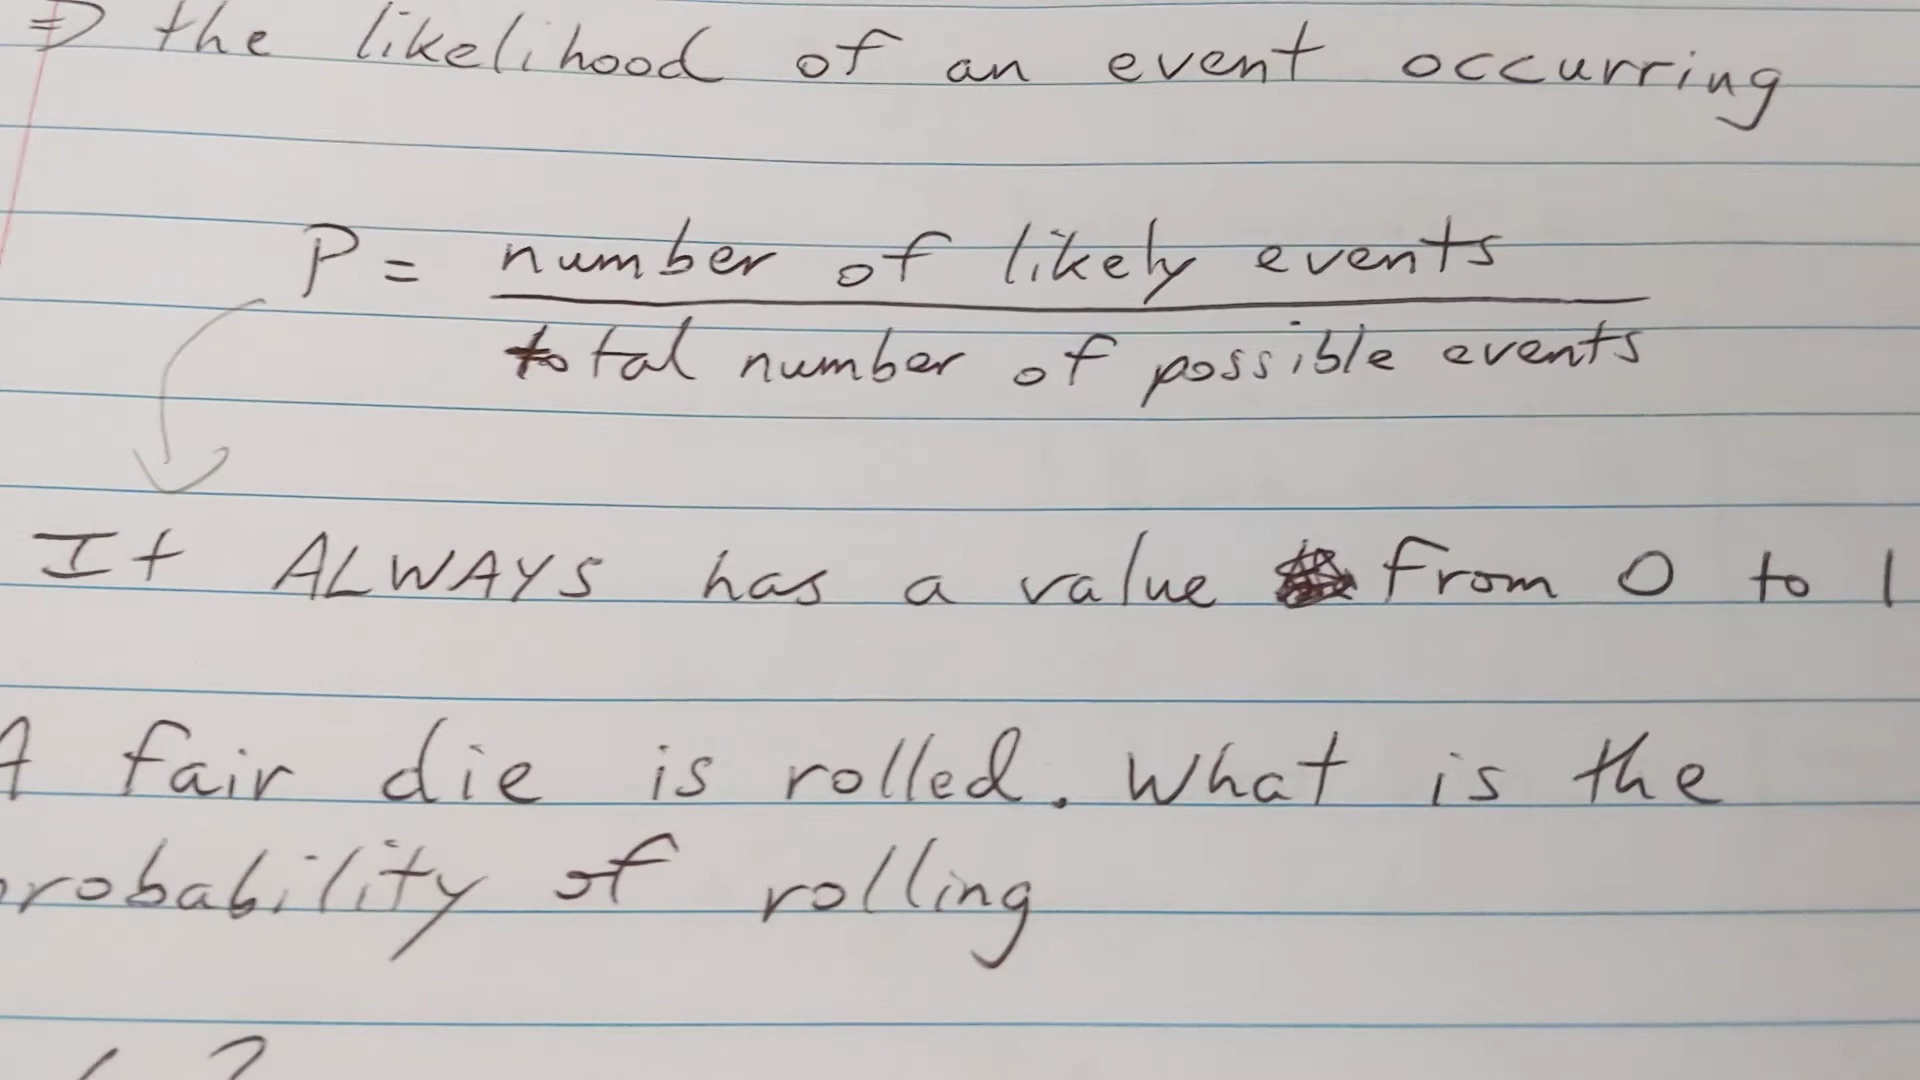 ⇒ the likelihood of an event occurring
P = number of likely events
total number of possible events
It ALWAYS has a value from 0 to 1
A fair die is rolled. What is the
probability of rolling